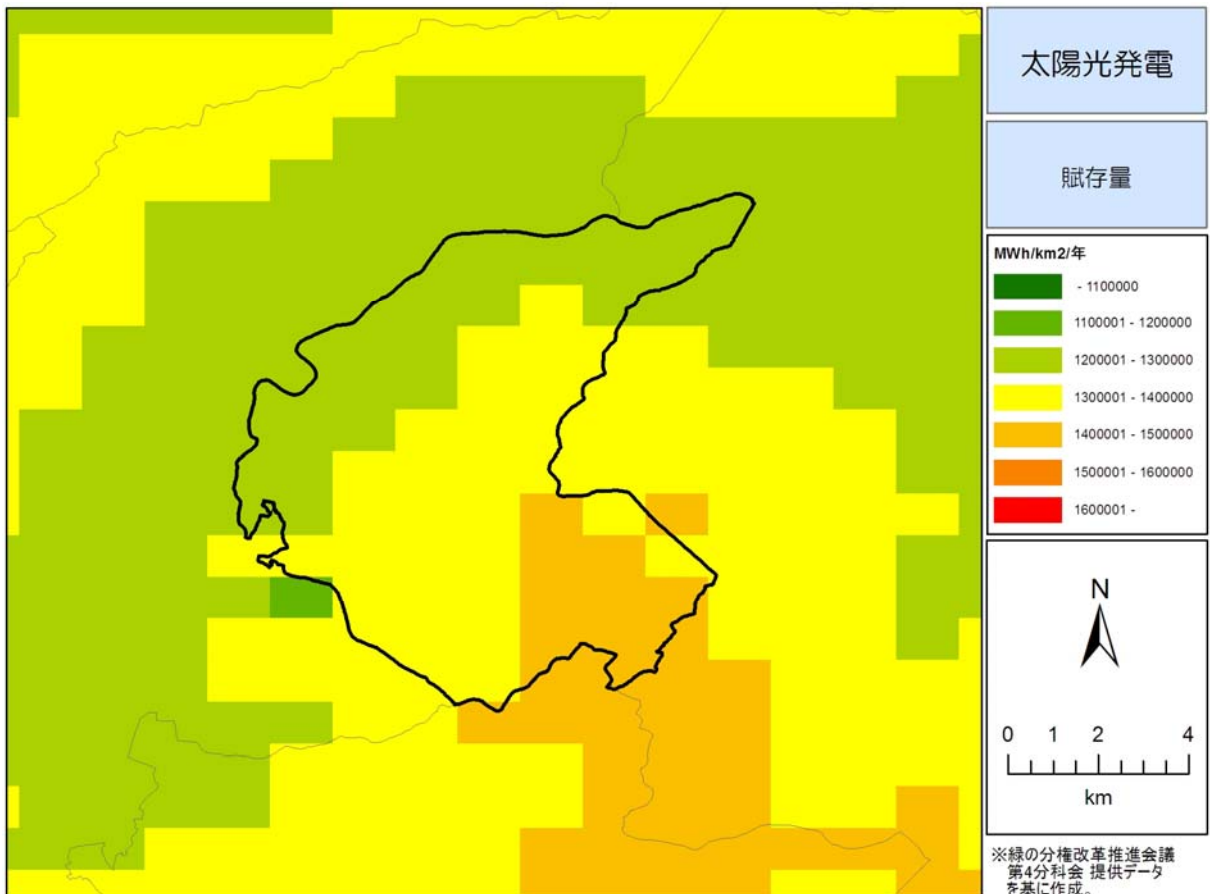 太陽光発電
賦存量
MWh/km2/年
- 1100000
1100001 - 1200000
1200001 - 1300000
1300001 - 1400000
1400001 - 1500000
1500001 - 1600000
1600001 -
N
0 1 2 4
km
※緑の分権改革推進会議
第4分科会 提供データ
を基に作成。